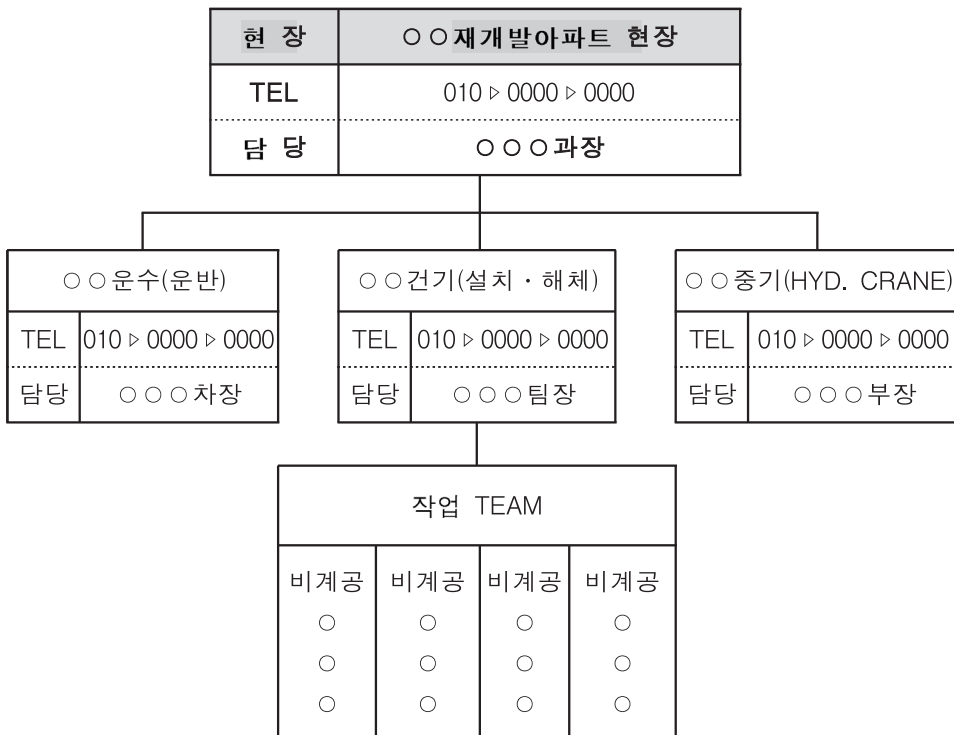 현 장 ○○재개발아파트 현장
TEL 010 ▷ 0000 ▷ 0000
담 당 ○○○과장
○○운수(운반)
TEL 010 ▷ 0000 ▷ 0000
담당 ○○○차장
○○건기(설치 · 해체)
TEL 010 ▷ 0000 ▷ 0000
담당 ○○○팀장
○○중기(HYD. CRANE)
TEL 010 ▷ 0000 ▷ 0000
담당 ○○○부장
작업 TEAM
비계공 비계공 비계공 비계공
○ ○ ○ ○
○ ○ ○ ○
○ ○ ○ ○